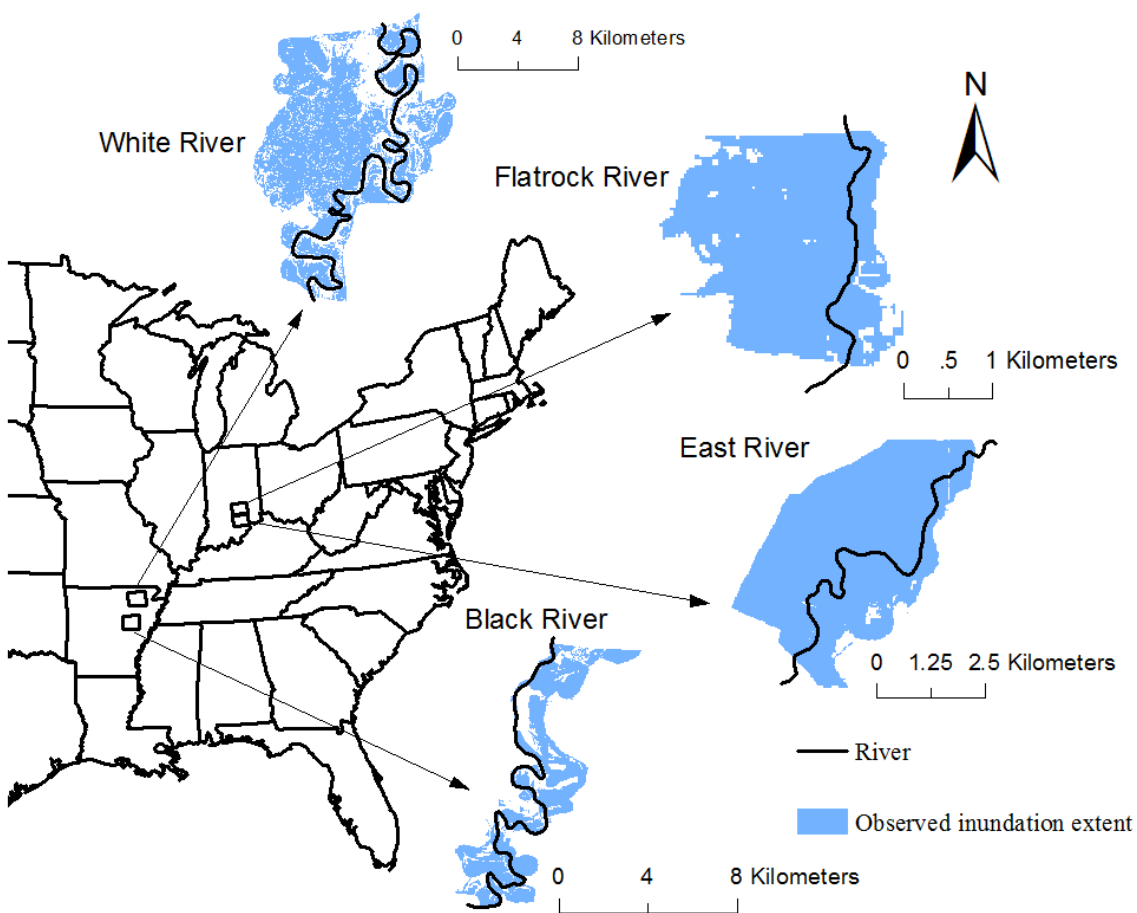 0 4 8 Kilometers
White River
N
Flatrock River
0 .5 1 Kilometers
East River
Black River
0 1.25 2.5 Kilometers
River
Observed inundation extent
0 4 8 Kilometers